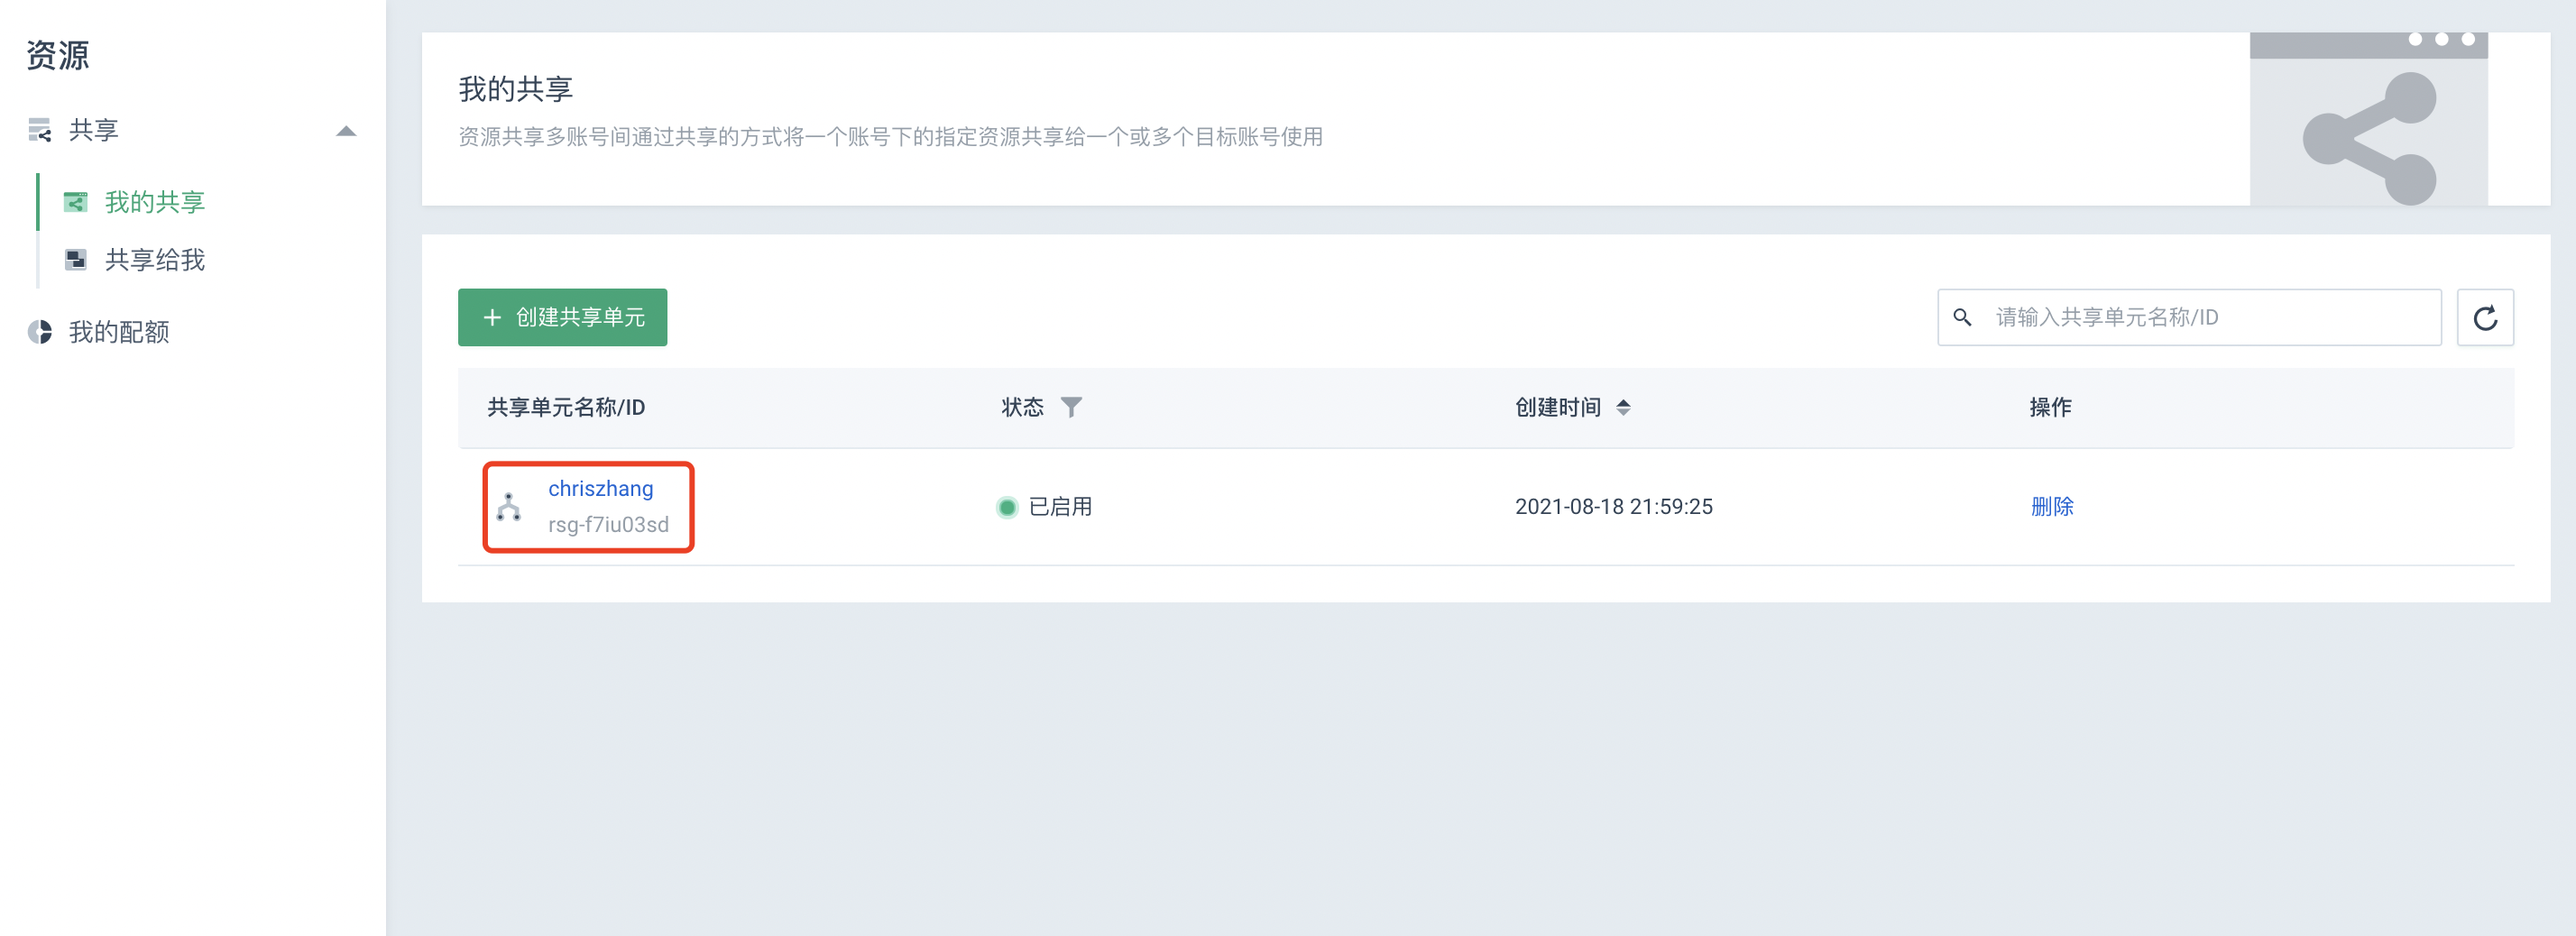 资源
共享
我的共享
共享给我
我的配额
我的共享
资源共享多账号间通过共享的方式将一个账号下的指定资源共享给一个或多个目标账号使用
创建共享单元
请输入共享单元名称/ID
共享单元名称/ID 状态 创建时间 操作
chriszhang
rsg-f7iu03sd
已启用 2021-08-18 21:59:25 删除